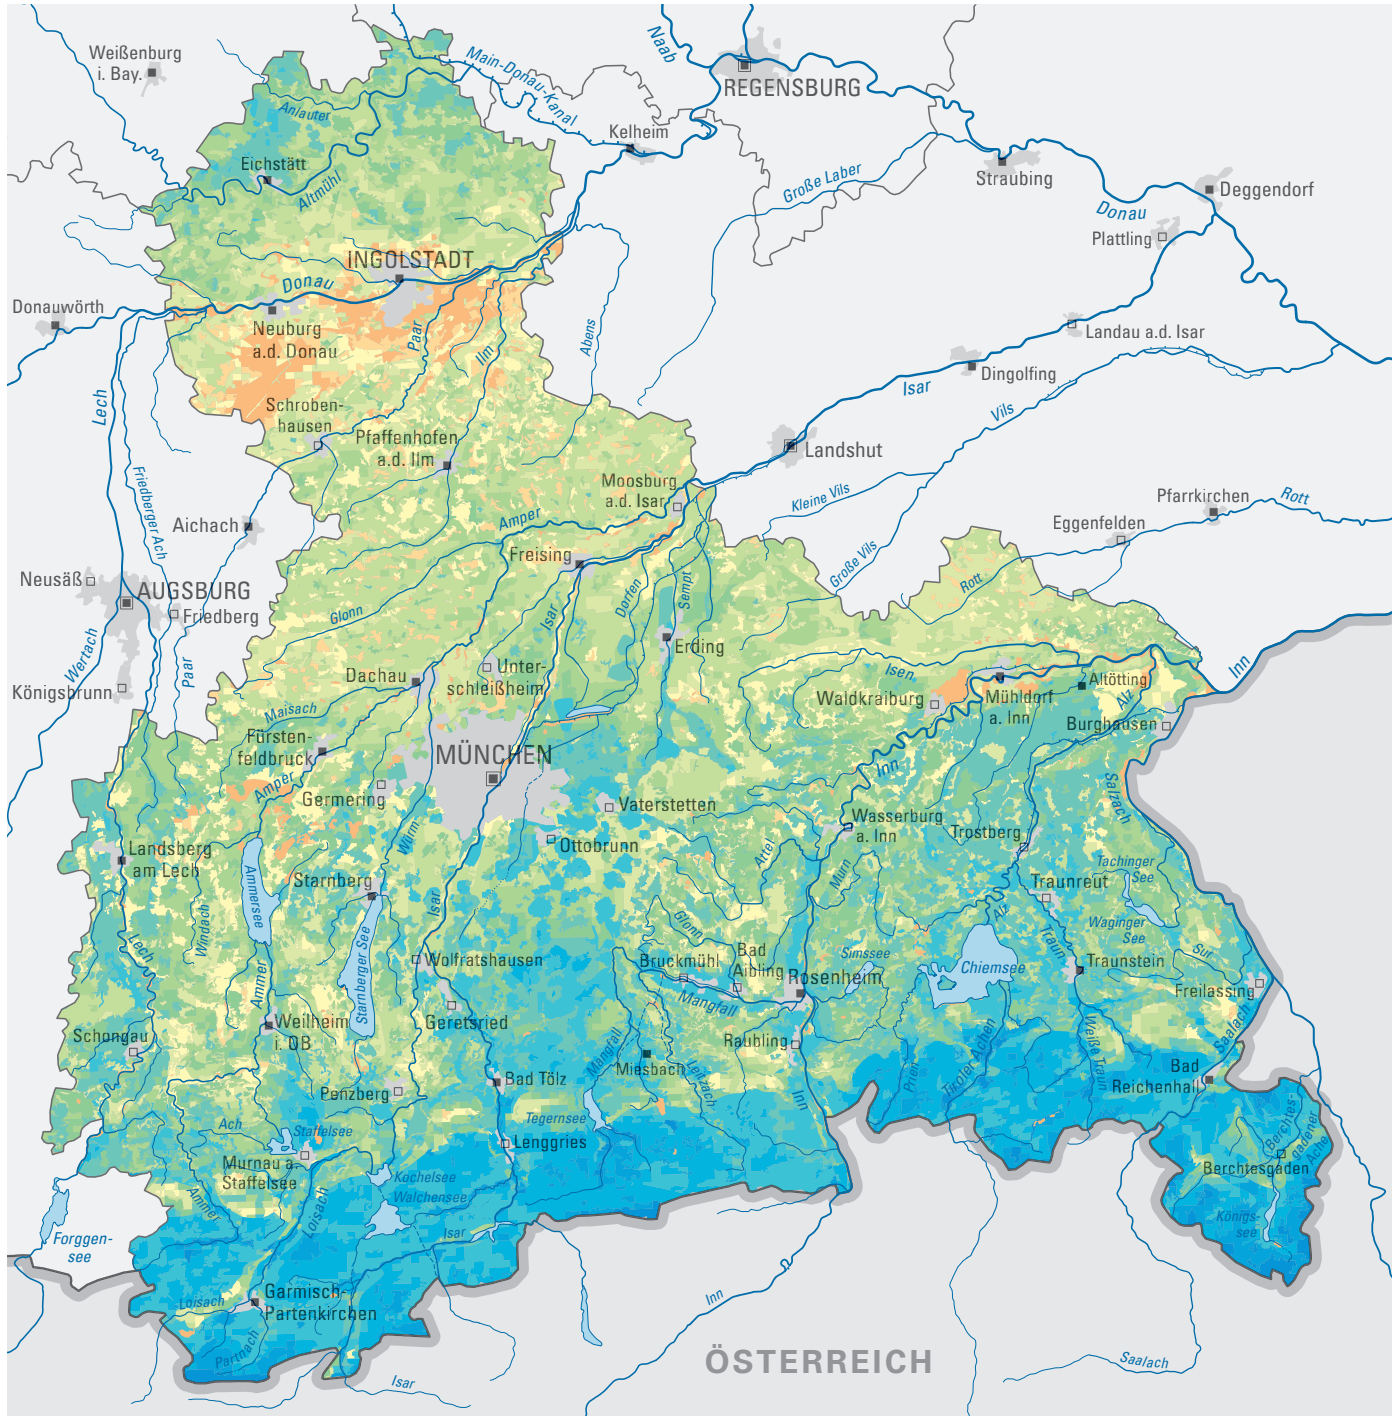 Weißenburg
i. Bay.
Naab
REGENSBURG
Main-Donau-Kanal
Anlauter
Kelheim
Eichstätt
Altmühl
Große Laber
Straubing
Deggendorf
Donau
Plattling
INGOLSTADT
Donau
Donauwörth
Neuburg
a.d. Donau
Paar
Ilm
Abens
Landau a.d. Isar
Dingolfing
Isar
Vils
Lech
Schroben-
hausen
Pfaffenhofen
a.d. Ilm
Landshut
Friedberger Ach
Moosburg
a.d. Isar
Kleine Vils
Pfarrkirchen
Rott
Aichach
Amper
Eggenfelden
Freising
Große Vils
Neusäß
AUGSBURG
Friedberg
Glonn
Isar
Dorfen
Sempt
Rott
Wertach
Paar
Erding
Königsbrunn
Dachau
Unter-
schleißheim
Isen
Inn
Waldkraiburg
Mühldorf
a. Inn
Altötting
Alz
Burghausen
Maisach
Fürsten-
feldbruck
MÜNCHEN
Inn
Salzach
Amper
Germering
Vaterstetten
Wasserburg
a. Inn
Trostberg
Würm
Ottobrunn
Attel
Landsberg
am Lech
Ammersee
Starnberg
Isar
Murn
Tachinger
See
Traunreut
Windach
Glonn
Alz
Waginger
See
Lech
Starnberger See
Wolfratshausen
Bruckmühl
Bad
Aibling
Simssee
Traun
Sur
Ammer
Rosenheim
Chiemsee
Traunstein
Freilassing
Mangfall
Geretsried
Weilheim
i. OB
Schongau
Raubling
Saalach
Mangfall
Miesbach
Leitzach
Weiße Traun
Bad
Reichenhall
Prien
Tiroler Achen
Penzberg
Bad Tölz
Inn
Tegernsee
Ach
Staffelsee
Lenggries
Berchtes-
gadener
Ache
Murnau a.
Staffelsee
Kochelsee
Walchensee
Berchtesgaden
Ammer
Loisach
Isar
Königs-
see
Forggen-
see
Garmisch-
Partenkirchen
Loisach
Inn
Partnach
ÖSTERREICH
Saalach
Isar